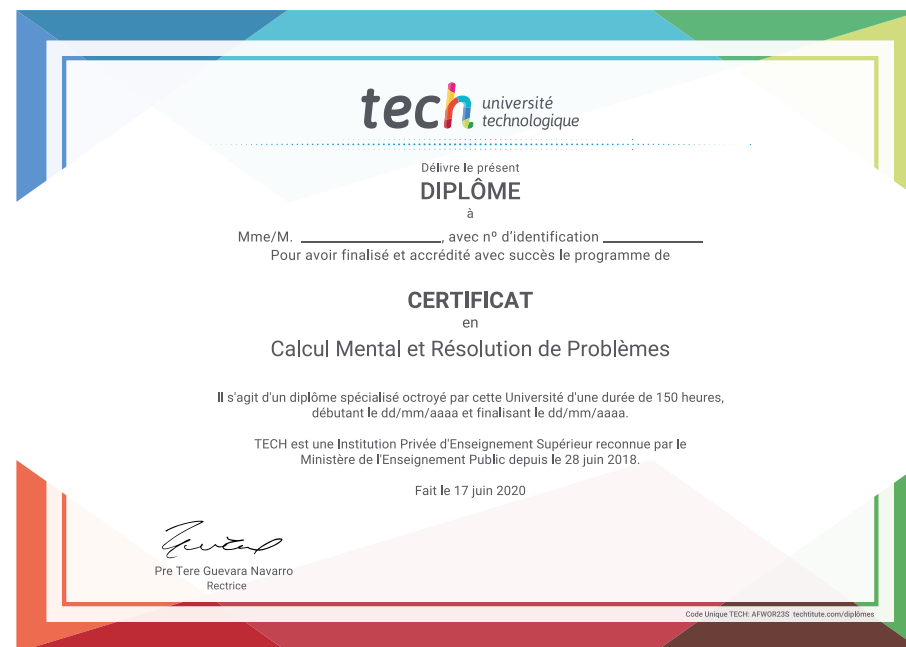 tech université
technologique
Délivre le présent
DIPLÔME
à
Mme/M. ____________________, avec nº d'identification ______________
Pour avoir finalisé et accrédité avec succès le programme de
CERTIFICAT
en
Calcul Mental et Résolution de Problèmes
Il s'agit d'un diplôme spécialisé octroyé par cette Université d'une durée de 150 heures,
débutant le dd/mm/aaaa et finalisant le dd/mm/aaaa.
TECH est une Institution Privée d'Enseignement Supérieur reconnue par le
Ministère de l'Enseignement Public depuis le 28 juin 2018.
Fait le 17 juin 2020
Pre Tere Guevara Navarro
Rectrice
Code Unique TECH: AFWOR23S techtitute.com/diplômes